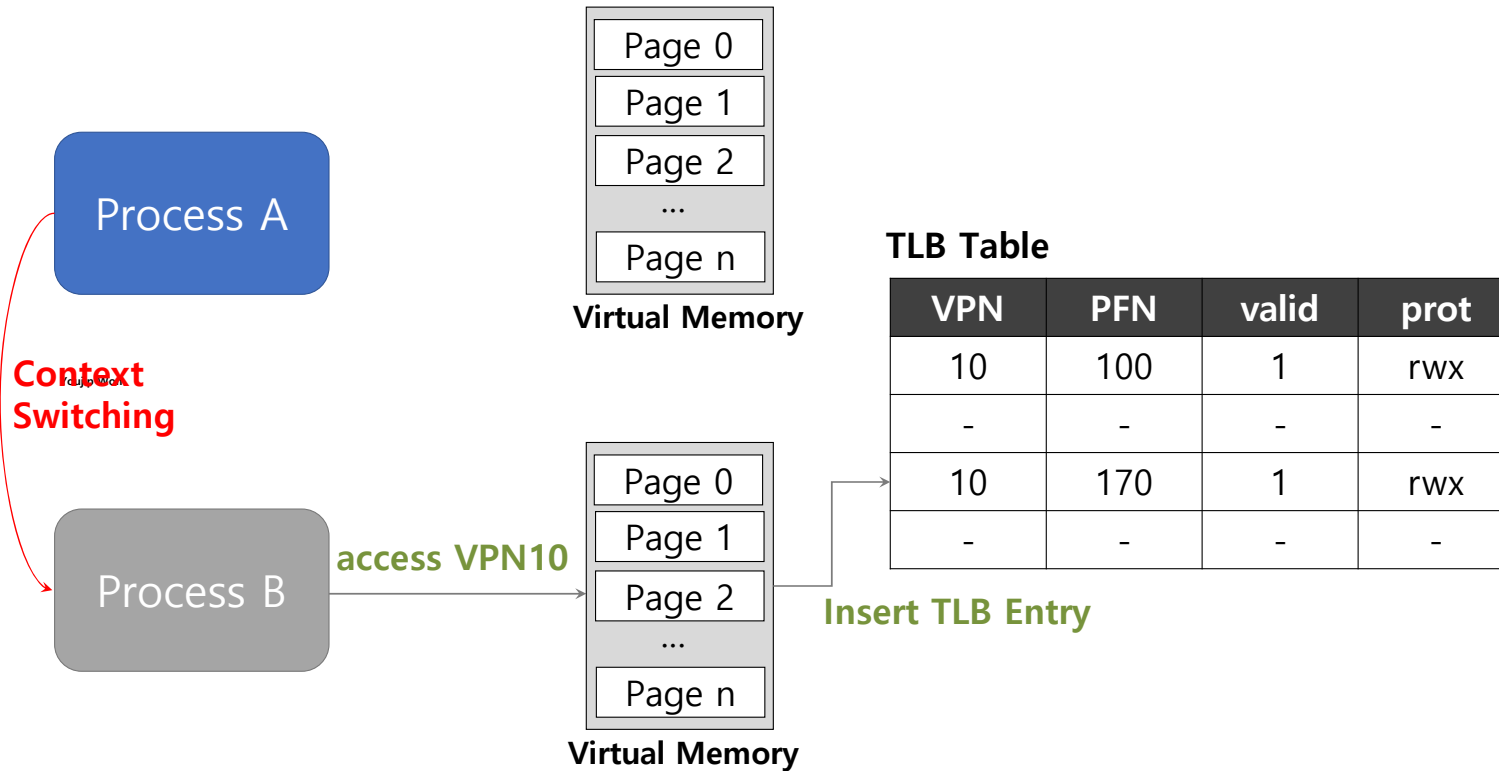 Page 0
Page 1
Page 2
...
Page n
Virtual Memory
Process A
Context
Switching
Youjip Won
Process B
access VPN10
Page 0
Page 1
Page 2
...
Page n
Virtual Memory
Insert TLB Entry
TLB Table
VPN PFN valid prot
10 100 1 rwx
- - - -
10 170 1 rwx
- - - -